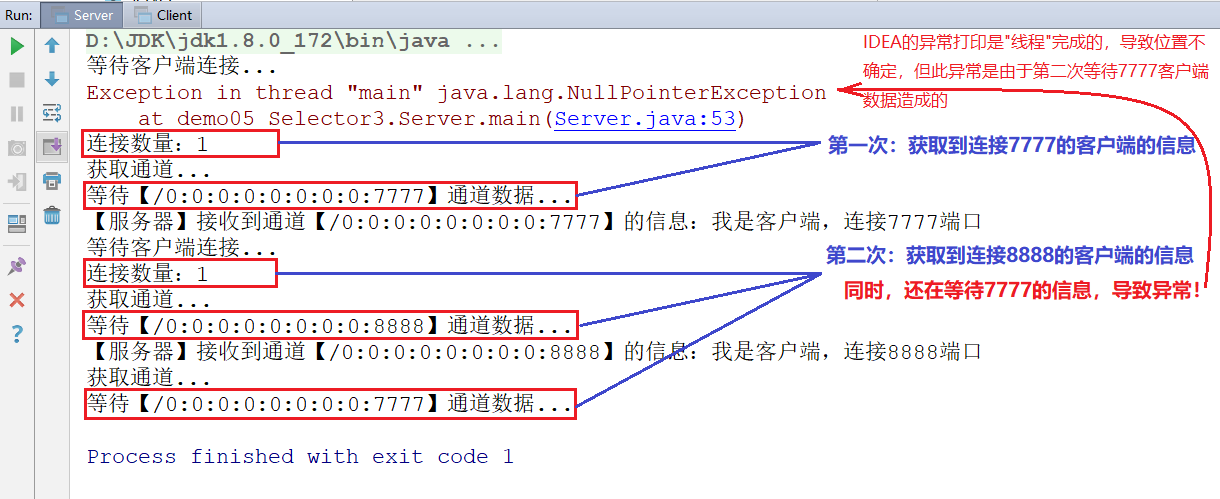 Run: Server Client
D:\JDK\jdk1.8.0_172\bin\java ...
等待客户端连接...
Exception in thread "main" java.lang.NullPointerException
at demo05 Selector3.Server.main(Server.java:53)
连接数量：1
获取通道...
等待【/0:0:0:0:0:0:0:0:7777】通道数据...
【服务器】接收到通道【/0:0:0:0:0:0:0:0:7777】的信息：我是客户端，连接7777端口
等待客户端连接...
连接数量：1
获取通道...
等待【/0:0:0:0:0:0:0:0:8888】通道数据...
【服务器】接收到通道【/0:0:0:0:0:0:0:0:8888】的信息：我是客户端，连接8888端口
获取通道...
等待【/0:0:0:0:0:0:0:0:7777】通道数据...
Process finished with exit code 1
IDEA的异常打印是"线程"完成的，导致位置不
确定，但此异常是由于第二次等待7777客户端
数据造成的
第一次：获取到连接7777的客户端的信息
第二次：获取到连接8888的客户端的信息
同时，还在等待7777的信息，导致异常！